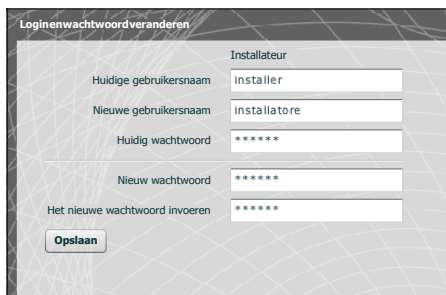 Loginenwachtwoordveranderen
Installateur
Huidige gebruikersnaam installer
Nieuwe gebruikersnaam installatore
Huidig wachtwoord ******
Nieuw wachtwoord ******
Het nieuwe wachtwoord invoeren ******
Opslaan